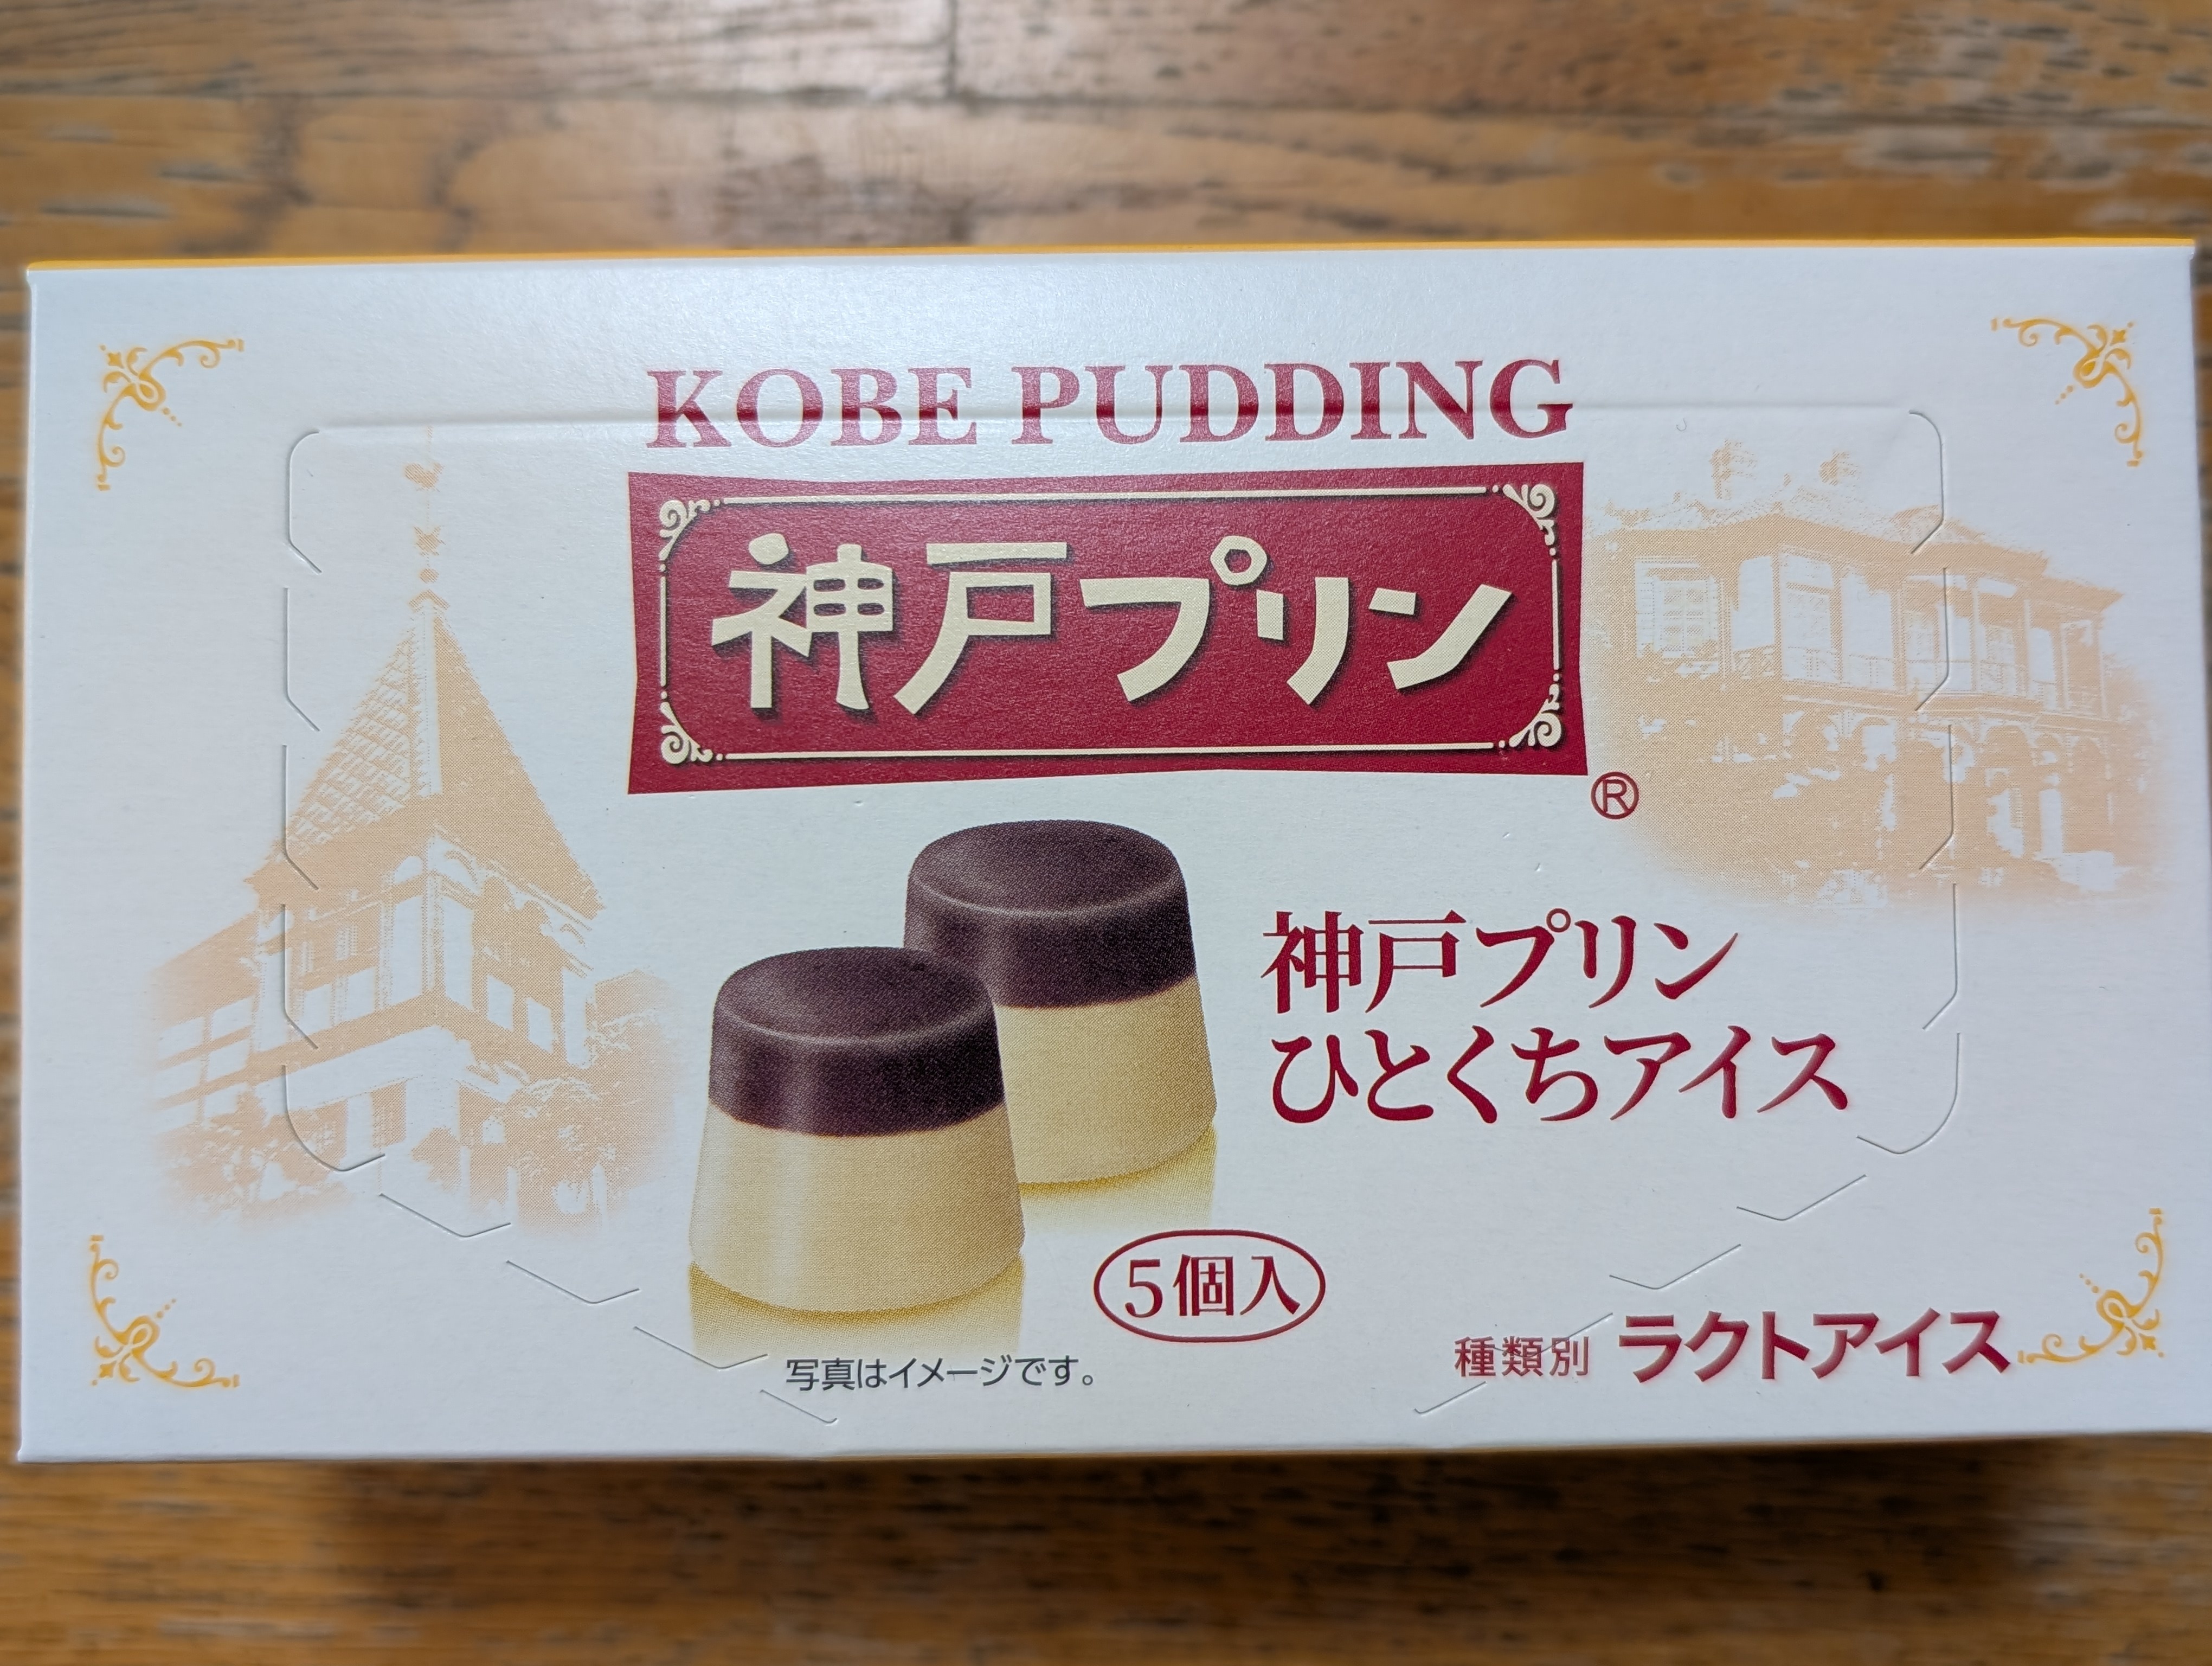 KOBE PUDDING
神戸プリン
®
神戸プリン
ひとくちアイス
5個入
種類別 ラクトアイス
写真はイメージです。